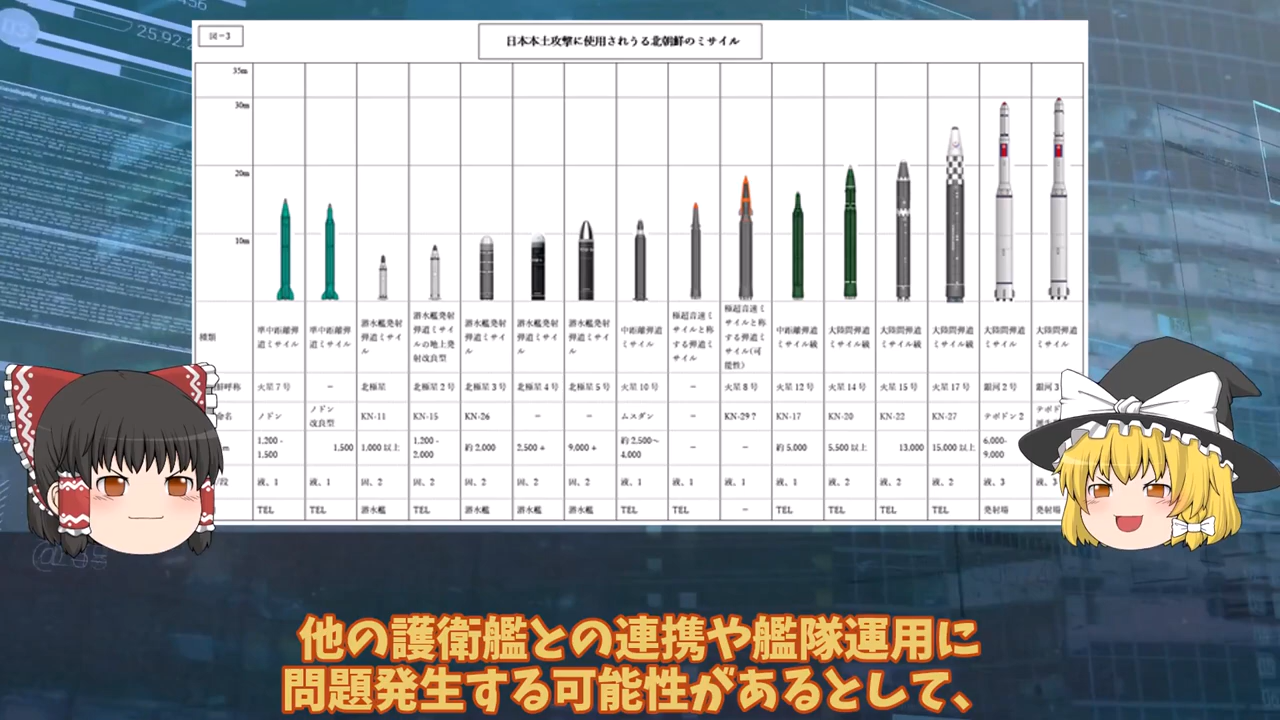 図－3
日本本土攻撃に使用されうる北朝鮮のミサイル
35m
30m
20m
10m
種類
準中距離弾道ミサイル
準中距離弾道ミサイル
潜水艦発射弾道ミサイル
潜水艦発射弾道ミサイルの地上発射改良型
潜水艦発射弾道ミサイル
潜水艦発射弾道ミサイル
潜水艦発射弾道ミサイル
中距離弾道ミサイル
極超音速ミサイルと称する弾道ミサイル
極超音速ミサイルと称する弾道ミサイル(可能性)
中距離弾道ミサイル級
大陸間弾道ミサイル級
大陸間弾道ミサイル級
大陸間弾道ミサイル級
大陸間弾道ミサイル
大陸間弾道ミサイル
呼称 火星7号 － 北極星 北極星2号 北極星3号 北極星4号 北極星5号 火星10号 － 火星8号 火星12号 火星14号 火星15号 火星17号 銀河2号 銀河3
命名 ノドン ノドン改良型 KN-11 KN-15 KN-26 － － ムスダン － KN-29？ KN-17 KN-20 KN-22 KN-27 テポドン2 テポド
m 1,200 - 1,500 1,500 1,000以上 1,200 - 2,000 約2,000 2,500 + 9,000 + 約2,500～4,000 － － 約5,000 5,500以上 13,000 15,000以上 6,000-9,000
段 液、1 液、1 固、2 固、2 固、2 固、2 固、2 液、1 液、1 液、1 液、1 液、2 液、2 液、2 液、3 液、3
TEL TEL 潜水艦 TEL 潜水艦 潜水艦 潜水艦 TEL TEL － TEL TEL TEL TEL 発射場 発射場
他の護衛艦との連携や艦隊運用に
問題発生する可能性があるとして、